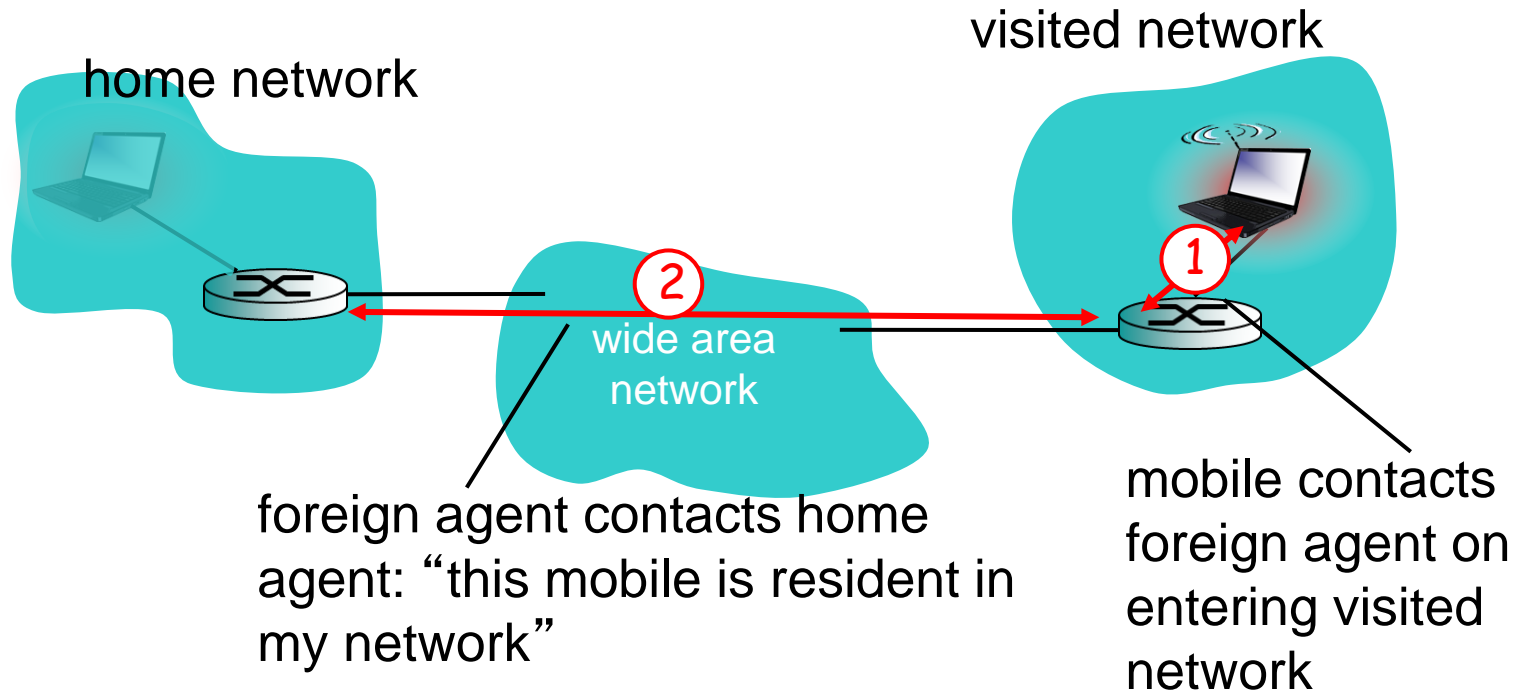 visited network
home network
1
2
wide area
network
foreign agent contacts home
agent: “this mobile is resident in
my network”
mobile contacts
foreign agent on
entering visited
network